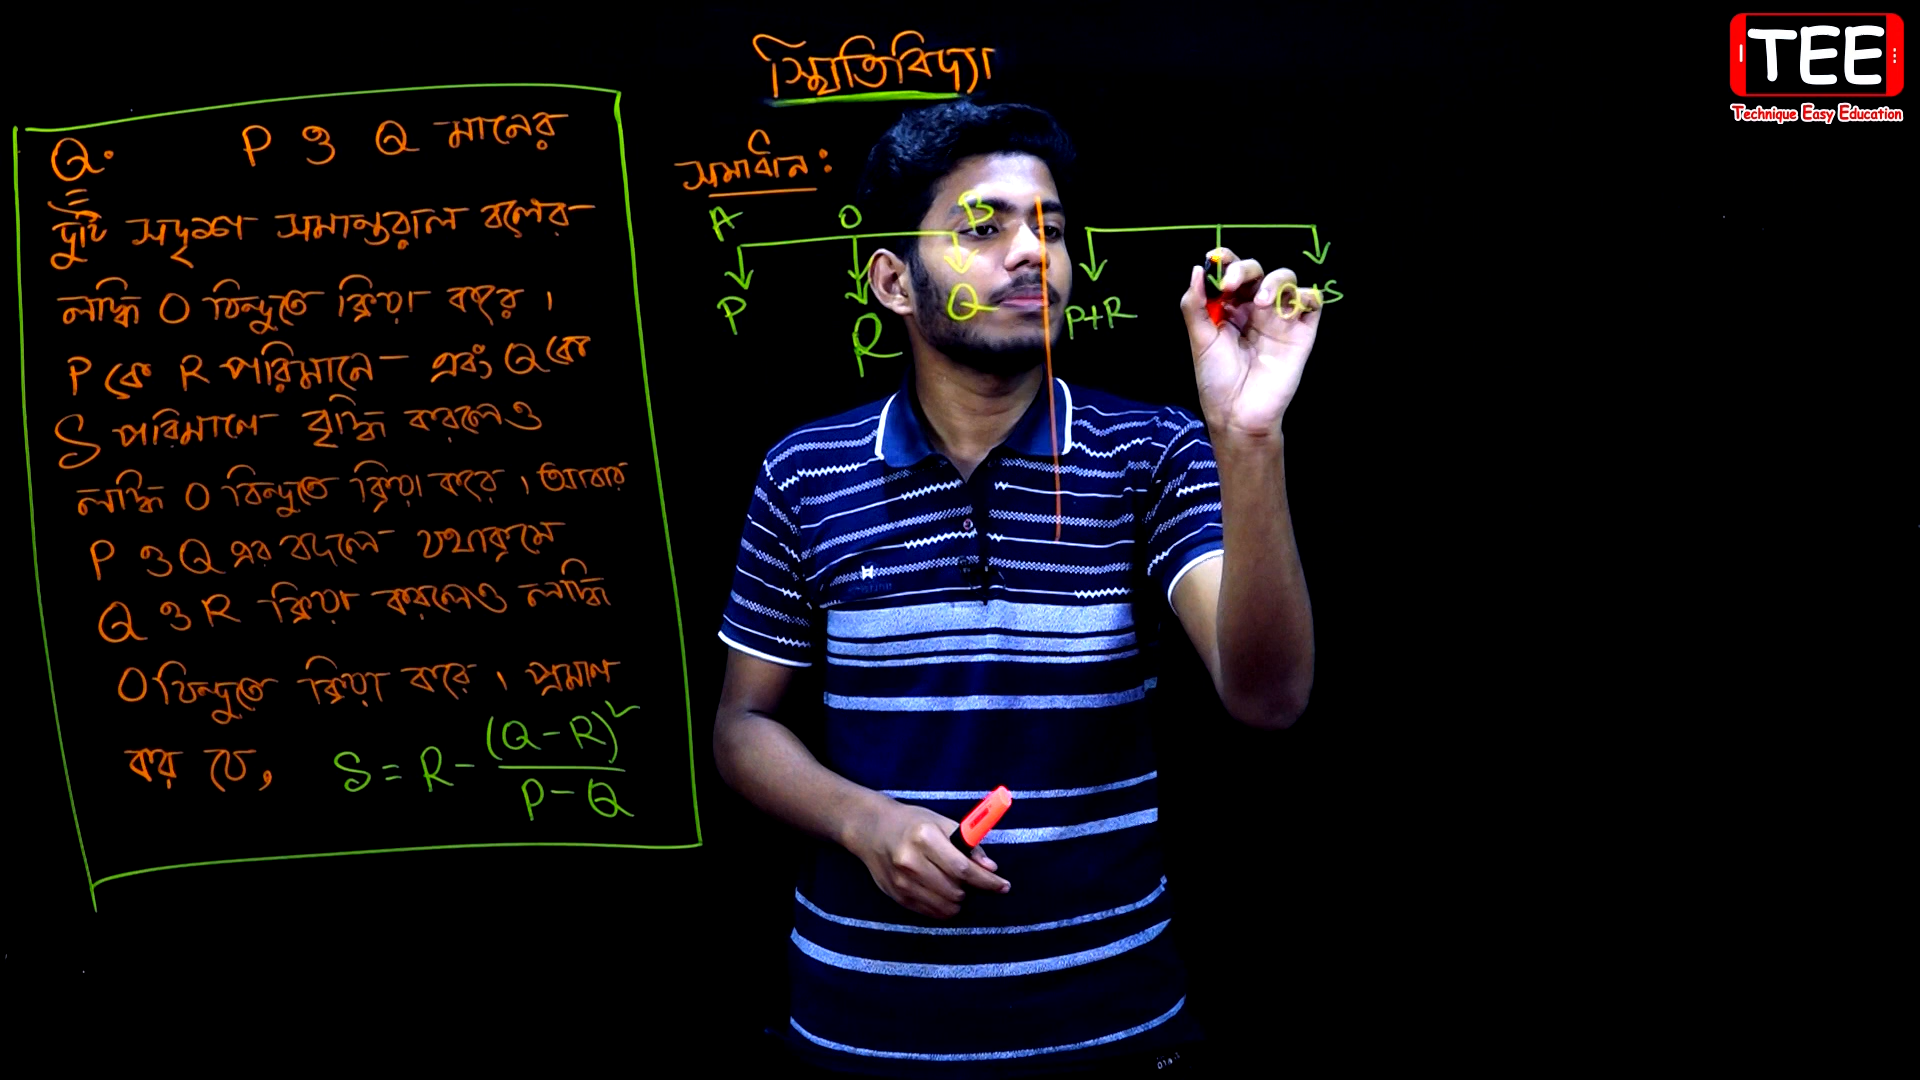 স্থিতিবিদ্যা
TEE
Technique Easy Education
Q. P ও Q মানের
দুটি সদৃশ সমান্তরাল বলের
লব্ধি O বিন্দুতে ক্রিয়া করে।
P কে R পরিমানে এবং Q কে
S পরিমানে বৃদ্ধি করলেও
লব্ধি O বিন্দুতে ক্রিয়া করে। আবার
P ও Q এর বদলে যথাক্রমে
Q ও R ক্রিয়া করলেও লব্ধি
O বিন্দুতে ক্রিয়া করে। প্রমাণ
কর যে, S = R - (Q - R)² / P - Q
সমাধান:
A O B
P R Q
P+R Q+S